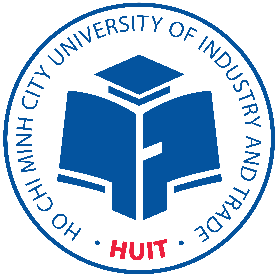 HO CHI MINH CITY UNIVERSITY OF INDUSTRY AND TRADE
HUIT